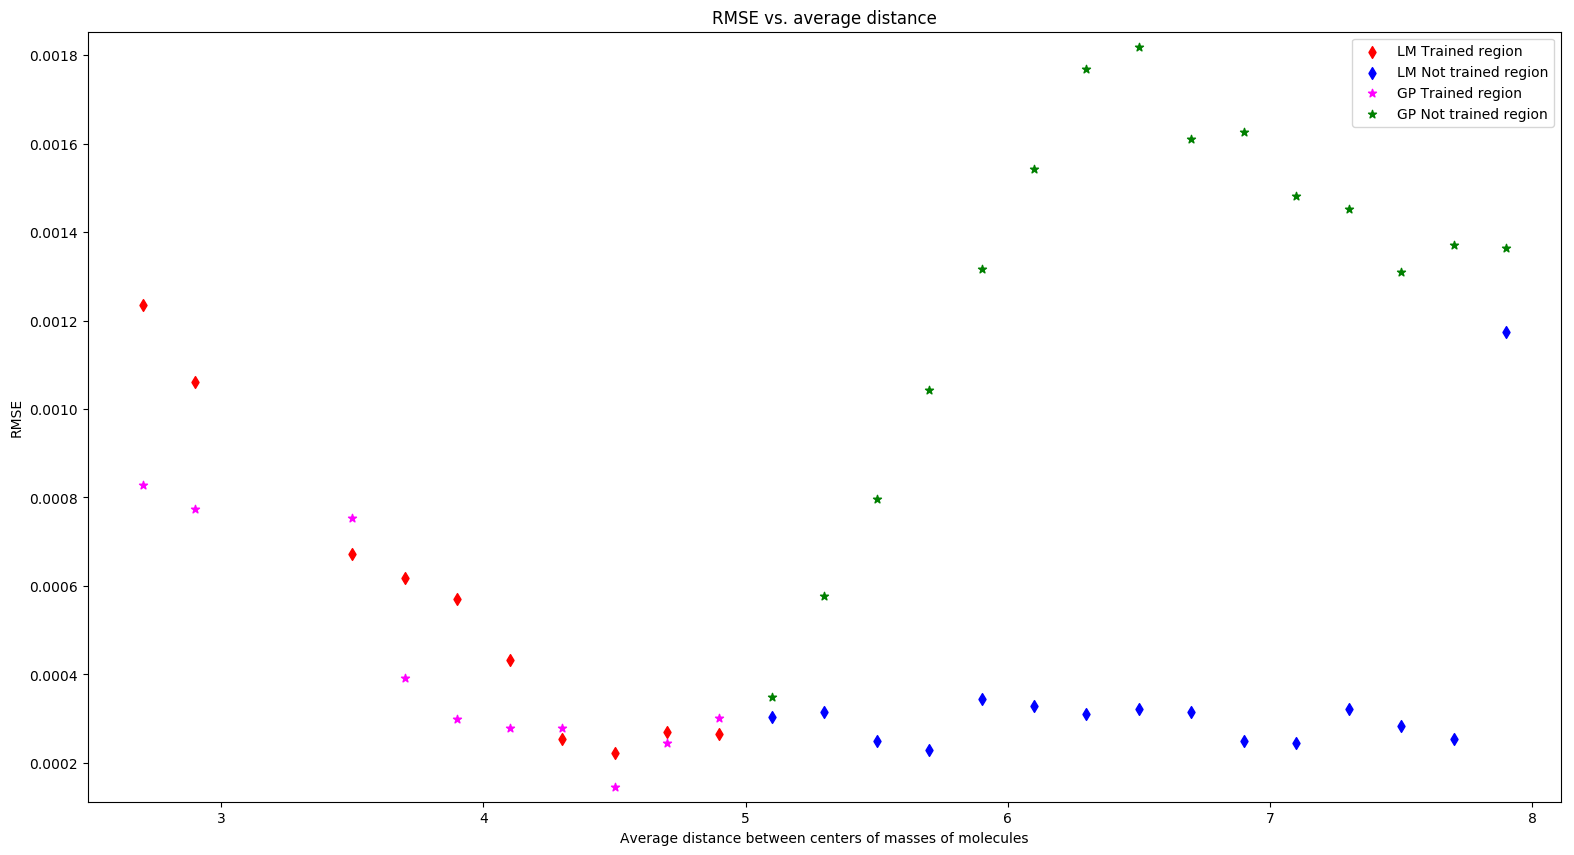 RMSE vs. average distance
LM Trained region
LM Not trained region
GP Trained region
GP Not trained region
RMSE
0.0018
0.0016
0.0014
0.0012
0.0010
0.0008
0.0006
0.0004
0.0002
3 4 5 6 7 8
Average distance between centers of masses of molecules